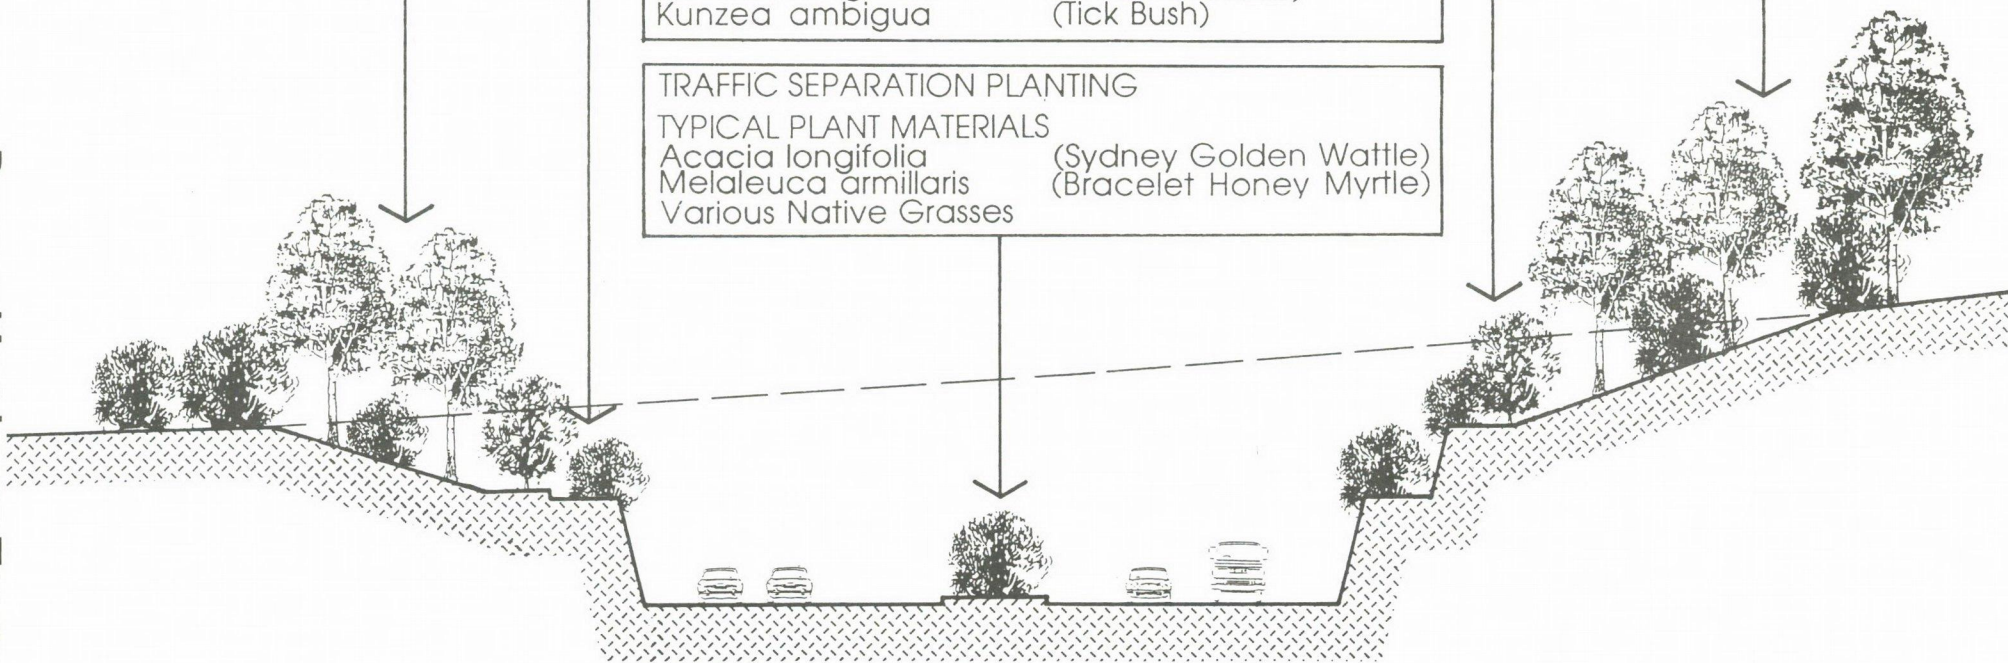 Kunzea ambigua (Tick Bush)
TRAFFIC SEPARATION PLANTING
TYPICAL PLANT MATERIALS
Acacia longifolia (Sydney Golden Wattle)
Melaleuca armillaris (Bracelet Honey Myrtle)
Various Native Grasses